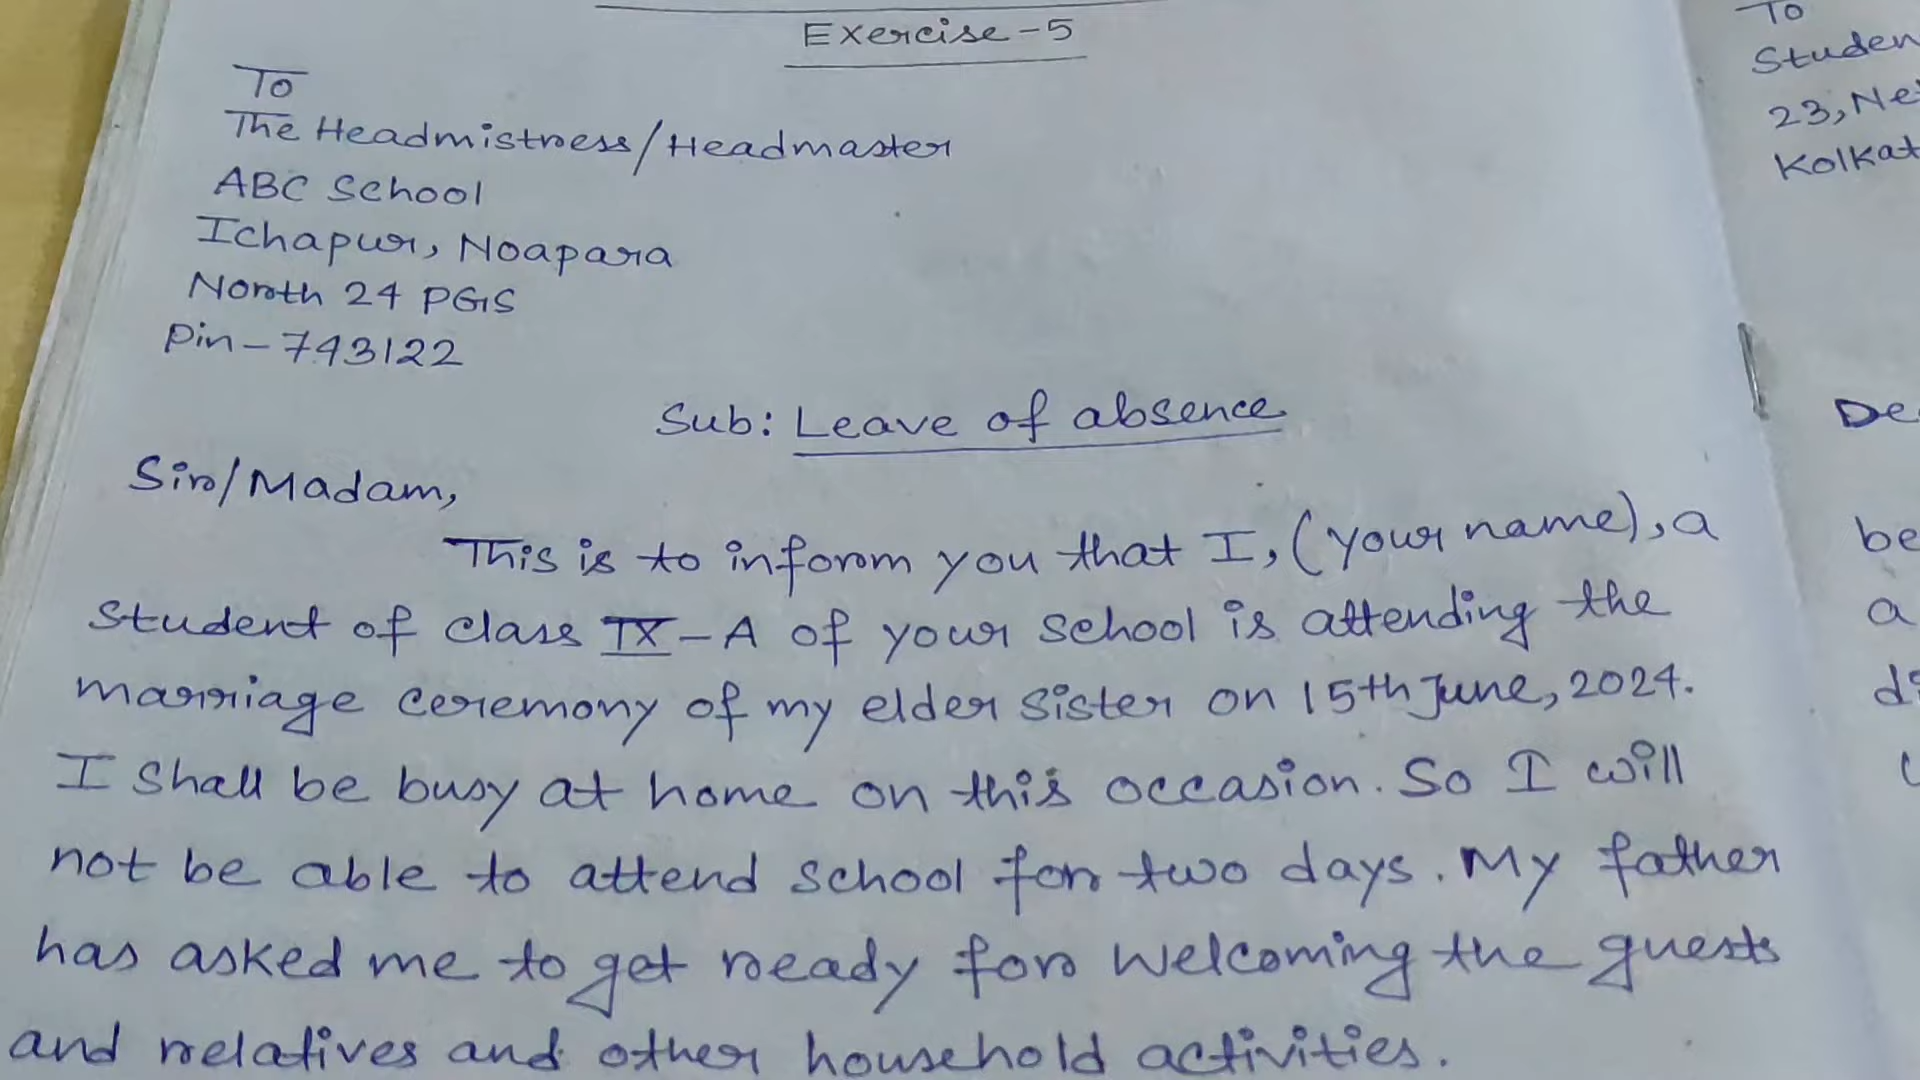 Exercise-5
To
The Headmistress/Headmaster
ABC School
Ichapur, Noapara
North 24 PGS
Pin-743122
Sub: Leave of absence
Sir/Madam,
This is to inform you that I, (your name), a
student of class IX-A of your school is attending the
marriage ceremony of my elder sister on 15th June, 2024.
I shall be busy at home on this occasion. So I will
not be able to attend school for two days. My father
has asked me to get ready for welcoming the guests
and relatives and other household activities.
To
Studen
23, Ne
Kolkat
De
be
a